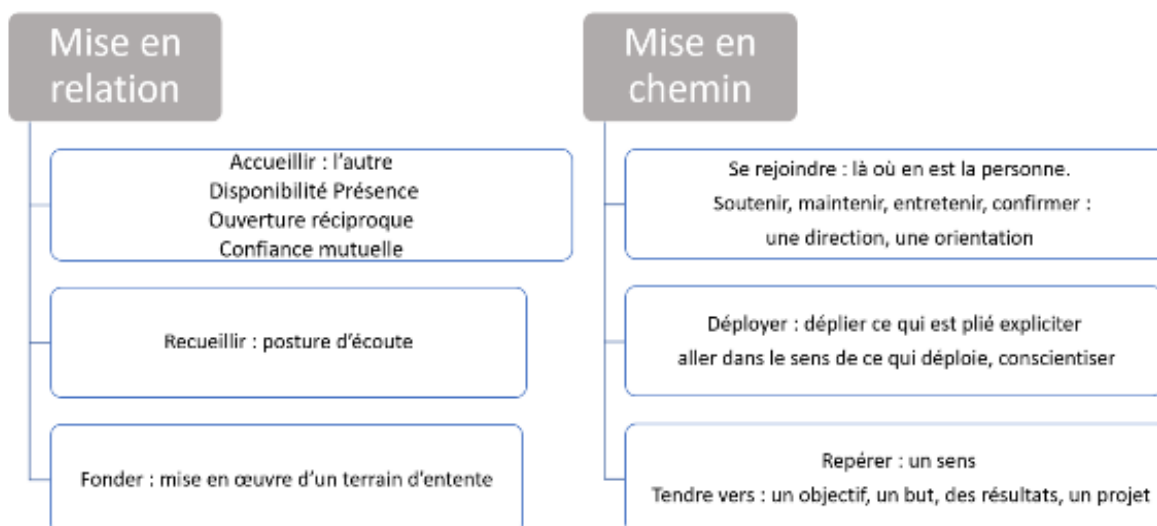 Mise en
relation
Accueillir : l'autre
Disponibilité Présence
Ouverture réciproque
Confiance mutuelle
Recueillir : posture d'écoute
Fonder : mise en œuvre d'un terrain d'entente
Mise en
chemin
Se rejoindre : là où en est la personne.
Soutenir, maintenir, entretenir, confirmer :
une direction, une orientation
Déployer : déplier ce qui est plié expliciter
aller dans le sens de ce qui déploie, conscientiser
Repérer : un sens
Tendre vers : un objectif, un but, des résultats, un projet